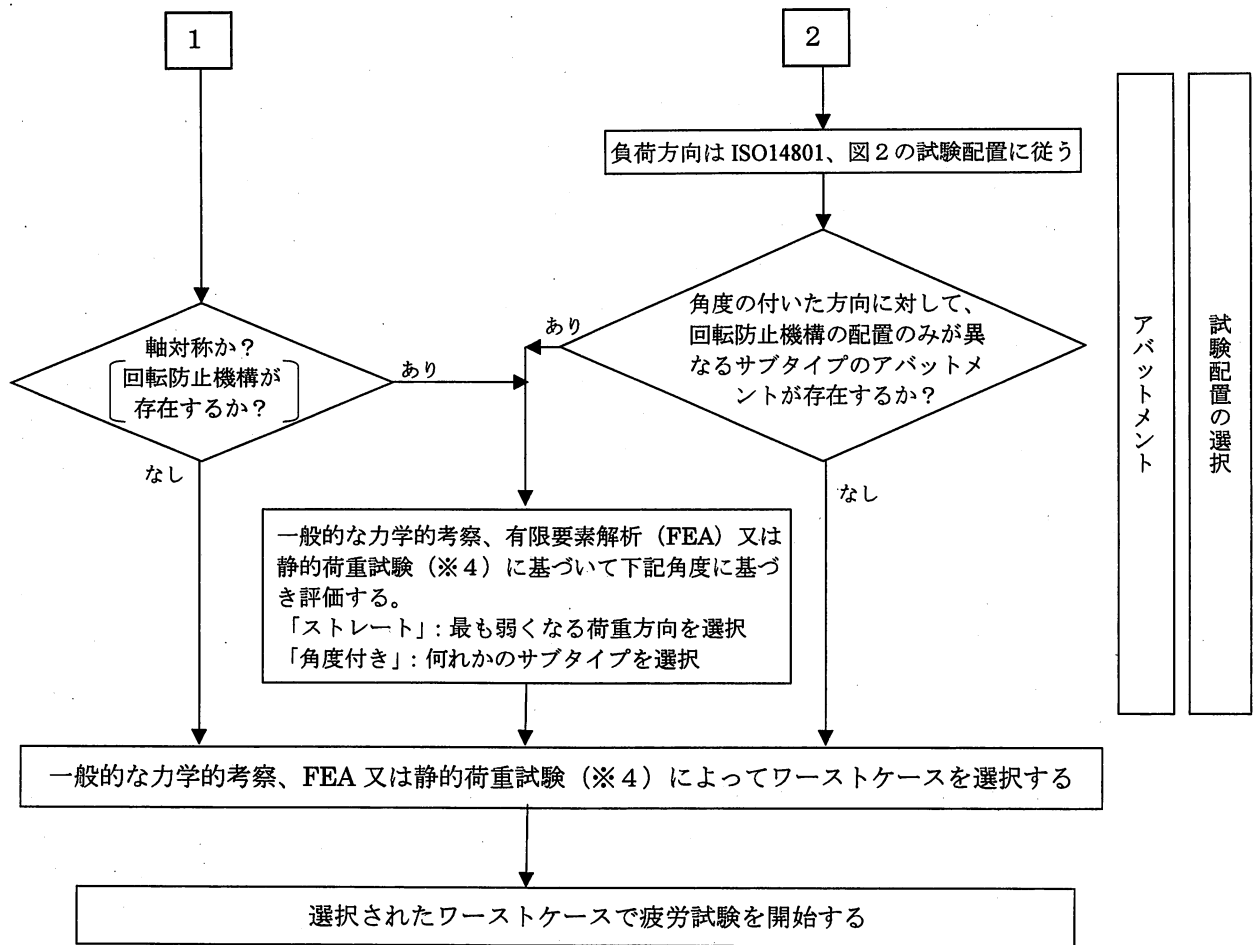 1
2
負荷方向は ISO14801、図２の試験配置に従う
軸対称か？
回転防止機構が
存在するか？
あり
なし
角度の付いた方向に対して、
回転防止機構の配置のみが異
なるサブタイプのアバットメ
ントが存在するか？
あり
なし
一般的な力学的考察、有限要素解析（FEA）又は
静的荷重試験（※４）に基づいて下記角度に基づ
き評価する。
「ストレート」：最も弱くなる荷重方向を選択
「角度付き」：何れかのサブタイプを選択
一般的な力学的考察、FEA 又は静的荷重試験（※４）によってワーストケースを選択する
選択されたワーストケースで疲労試験を開始する
アバットメント
試験配置の選択